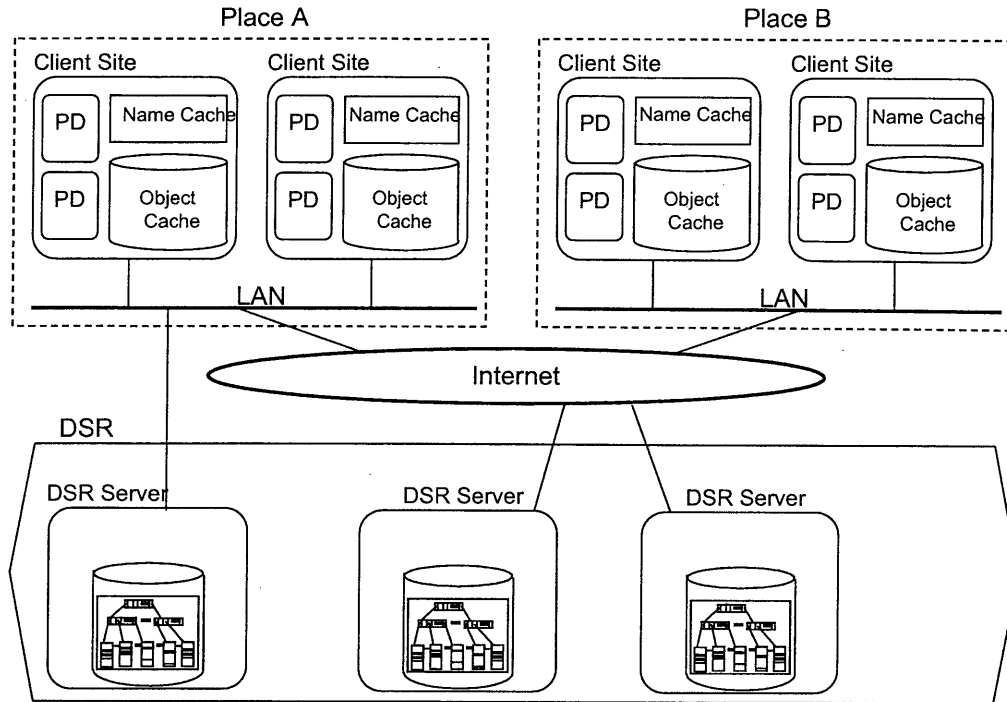 Place A
Place B
Client Site
Client Site
Client Site
Client Site
PD
Name Cache
PD
Name Cache
PD
Name Cache
PD
Name Cache
PD
Object
Cache
PD
Object
Cache
PD
Object
Cache
PD
Object
Cache
LAN
LAN
Internet
DSR
DSR Server
DSR Server
DSR Server